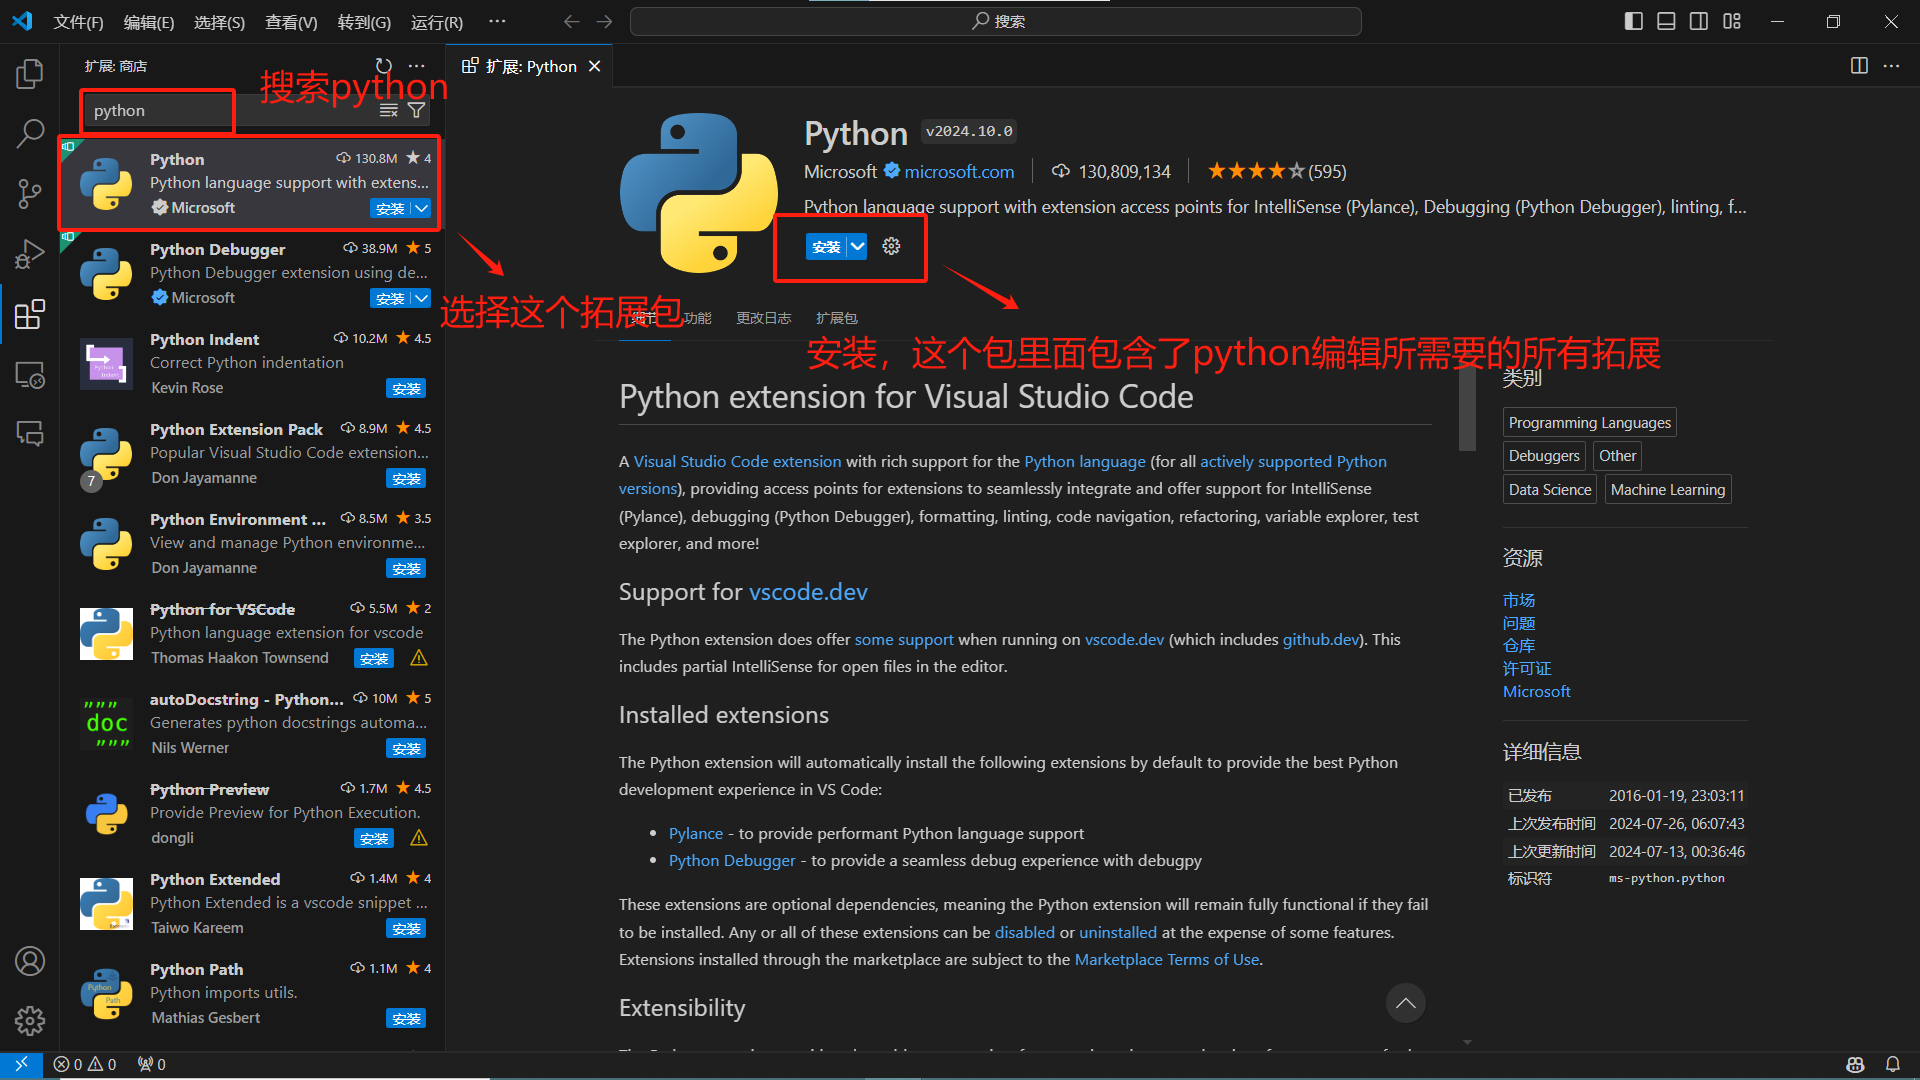 文件(F) 编辑(E) 选择(S) 查看(V) 转到(G) 运行(R) ···
搜索
扩展: 商店
搜索python
python
Python 130.8M 4
Python language support with extens...
Microsoft 安装
Python Debugger 38.9M 5
Python Debugger extension using de...
Microsoft 安装
Python Indent 10.2M 4.5
Correct Python indentation
Kevin Rose 安装
Python Extension Pack 8.9M 4.5
Popular Visual Studio Code extension...
7 Don Jayamanne 安装
Python Environment ... 8.5M 3.5
View and manage Python environme...
Don Jayamanne 安装
Python for VSCode 5.5M 2
Python language extension for vscode
Thomas Haakon Townsend 安装
autoDocstring - Python... 10M 5
Generates python docstrings automa...
"""
doc
"""
Nils Werner 安装
Python Preview 1.7M 4.5
Provide Preview for Python Execution.
dongli 安装
Python Extended 1.4M 4
Python Extended is a vscode snippet ...
Taiwo Kareem 安装
Python Path 1.1M 4
Python imports utils.
Python
Path
Mathias Gesbert 安装
扩展: Python
Python v2024.10.0
Microsoft microsoft.com 130,809,134 (595)
Python language support with extension access points for IntelliSense (Pylance), Debugging (Python Debugger), linting, f...
安装
选择这个拓展包
细节 功能 更改日志 扩展包
安装，这个包里面包含了python编辑所需要的所有拓展
Python extension for Visual Studio Code
A Visual Studio Code extension with rich support for the Python language (for all actively supported Python
versions), providing access points for extensions to seamlessly integrate and offer support for IntelliSense
(Pylance), debugging (Python Debugger), formatting, linting, code navigation, refactoring, variable explorer, test
explorer, and more!
Support for vscode.dev
The Python extension does offer some support when running on vscode.dev (which includes github.dev). This
includes partial IntelliSense for open files in the editor.
Installed extensions
The Python extension will automatically install the following extensions by default to provide the best Python
development experience in VS Code:
• Pylance - to provide performant Python language support
• Python Debugger - to provide a seamless debug experience with debugpy
These extensions are optional dependencies, meaning the Python extension will remain fully functional if they fail
to be installed. Any or all of these extensions can be disabled or uninstalled at the expense of some features.
Extensions installed through the marketplace are subject to the Marketplace Terms of Use.
Extensibility
类别
Programming Languages
Debuggers Other
Data Science Machine Learning
资源
市场
问题
仓库
许可证
Microsoft
详细信息
已发布 2016-01-19, 23:03:11
上次发布时间 2024-07-26, 06:07:43
上次更新时间 2024-07-13, 00:36:46
标识符 ms-python.python
0 0 0